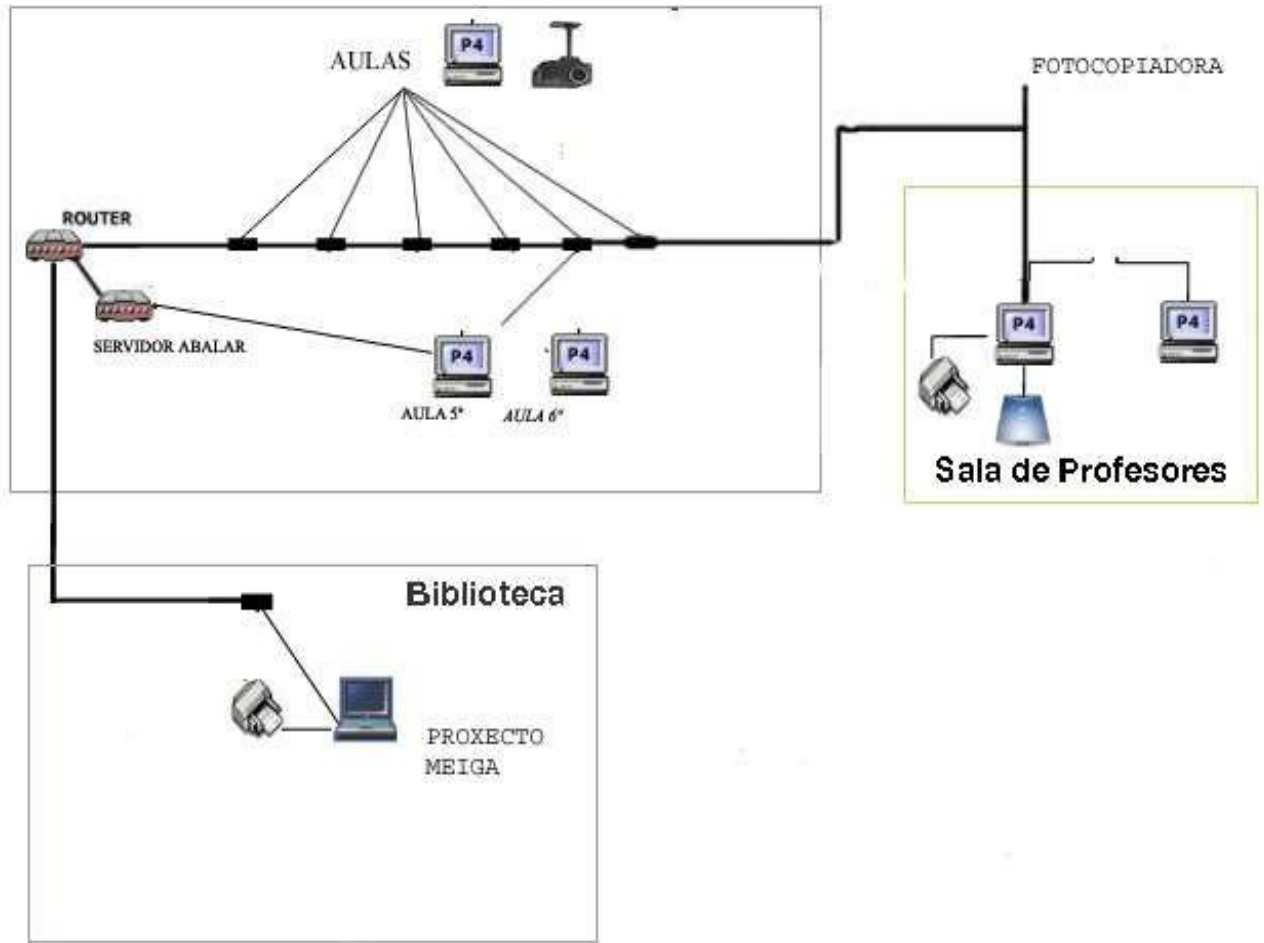 P4
AULAS
FOTOCOPIADORA
ROUTER
P4
P4
SERVIDOR ABALAR
P4
P4
AULA 5º
AULA 6º
Sala de Profesores
Biblioteca
PROXECTO
MEIGA